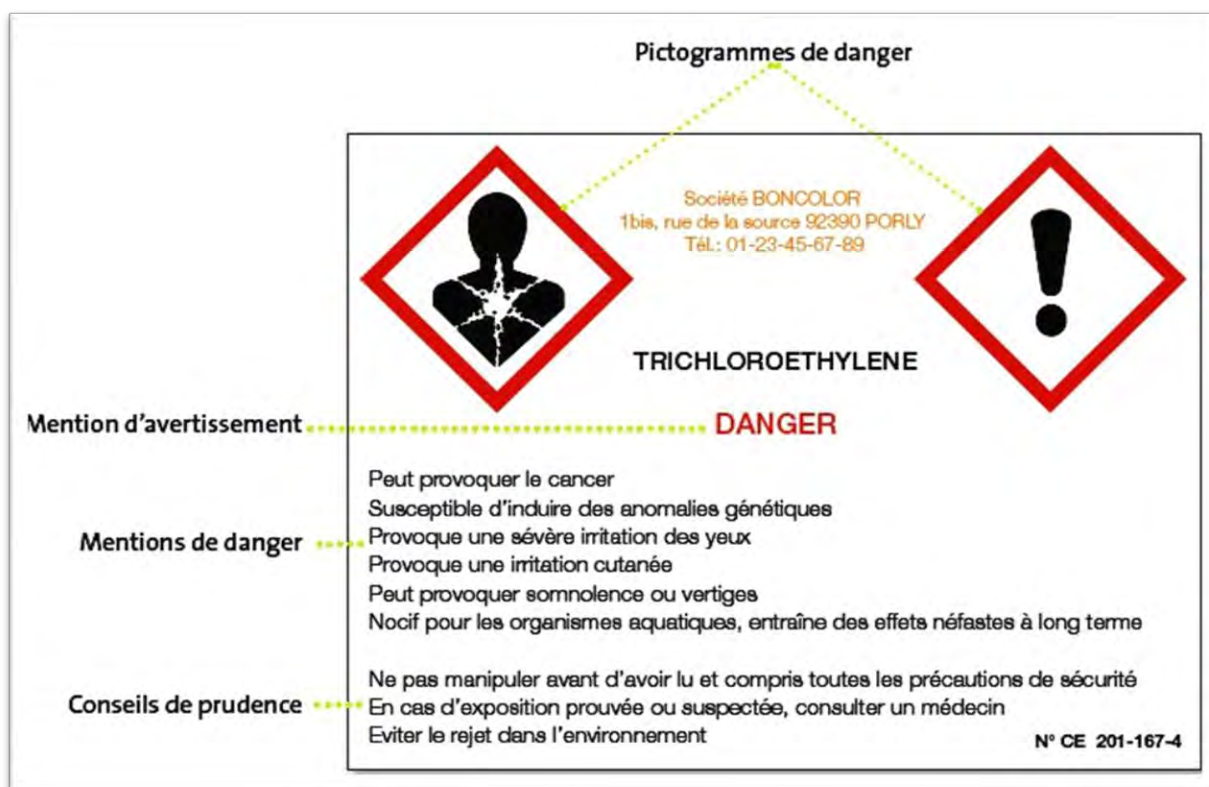 Pictogrammes de danger
Société BONCOLOR
1bis, rue de la source 92390 PORLY
Tél.: 01-23-45-67-89
TRICHLOROETHYLENE
Mention d'avertissement
DANGER
Peut provoquer le cancer
Susceptible d'induire des anomalies génétiques
Mentions de danger
Provoque une sévère irritation des yeux
Provoque une irritation cutanée
Peut provoquer somnolence ou vertiges
Nocif pour les organismes aquatiques, entraîne des effets néfastes à long terme
Ne pas manipuler avant d'avoir lu et compris toutes les précautions de sécurité
Conseils de prudence
En cas d'exposition prouvée ou suspectée, consulter un médecin
Eviter le rejet dans l'environnement
N° CE 201-167-4